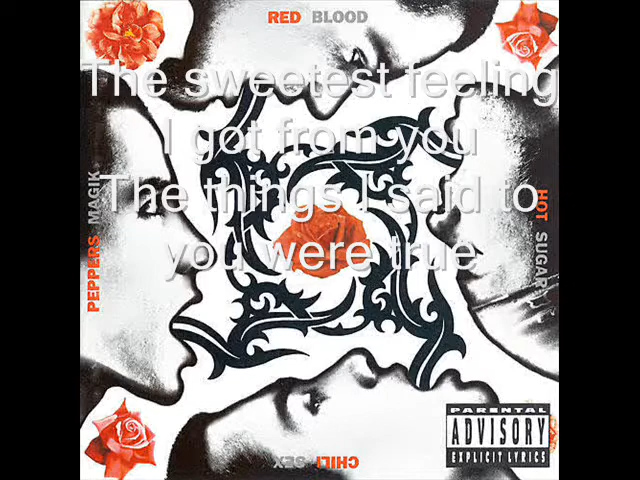 RED BLOOD
The sweetest feeling
I got from you
The things I said to
you were true
PEPPERS MAGIK
HOT SUGAR
CHILI SEX
PARENTAL
ADVISORY
EXPLICIT LYRICS